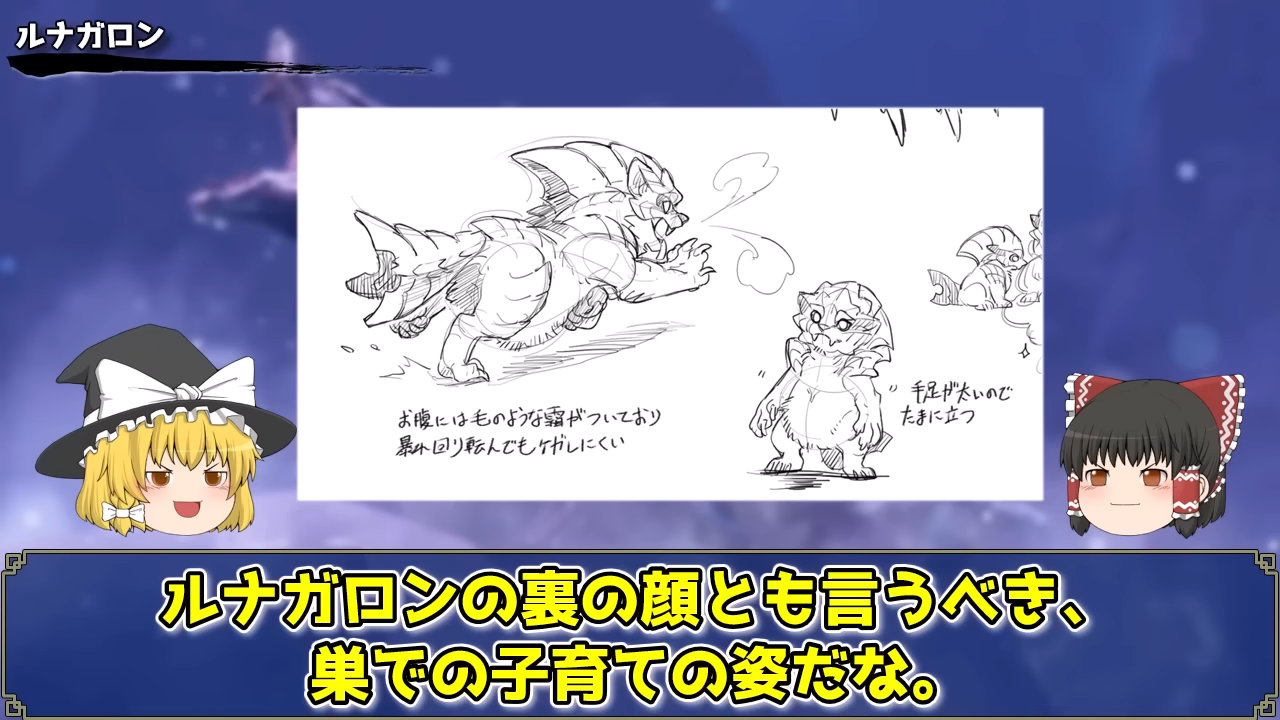 ルナガロン
お腹には毛のような霜がついており
暴れ回り転んでもケガしにくい
手足が太いので
たまに立つ
ルナガロンの裏の顔とも言うべき、
巣での子育ての姿だな。